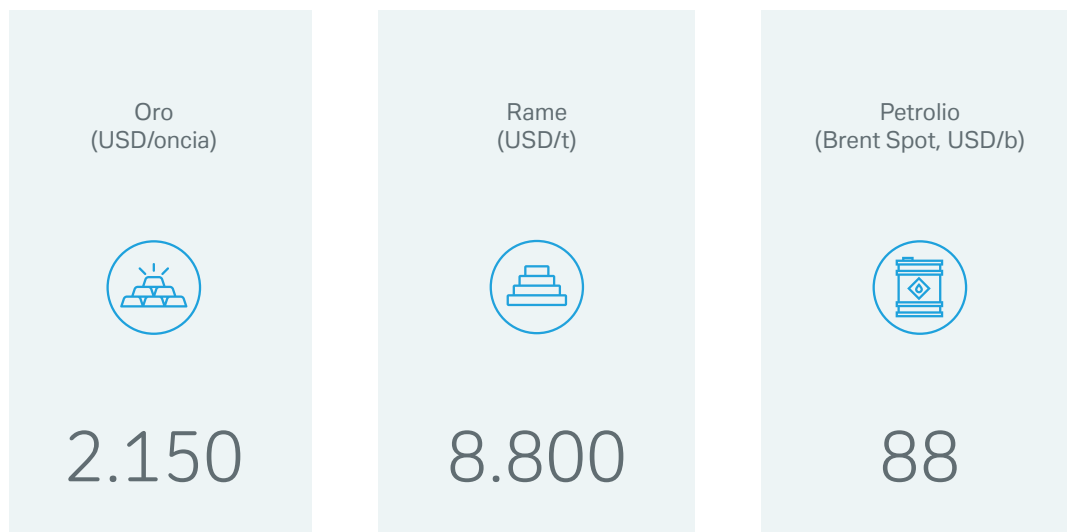 Oro
(USD/oncia)
2.150
Rame
(USD/t)
8.800
Petrolio
(Brent Spot, USD/b)
88